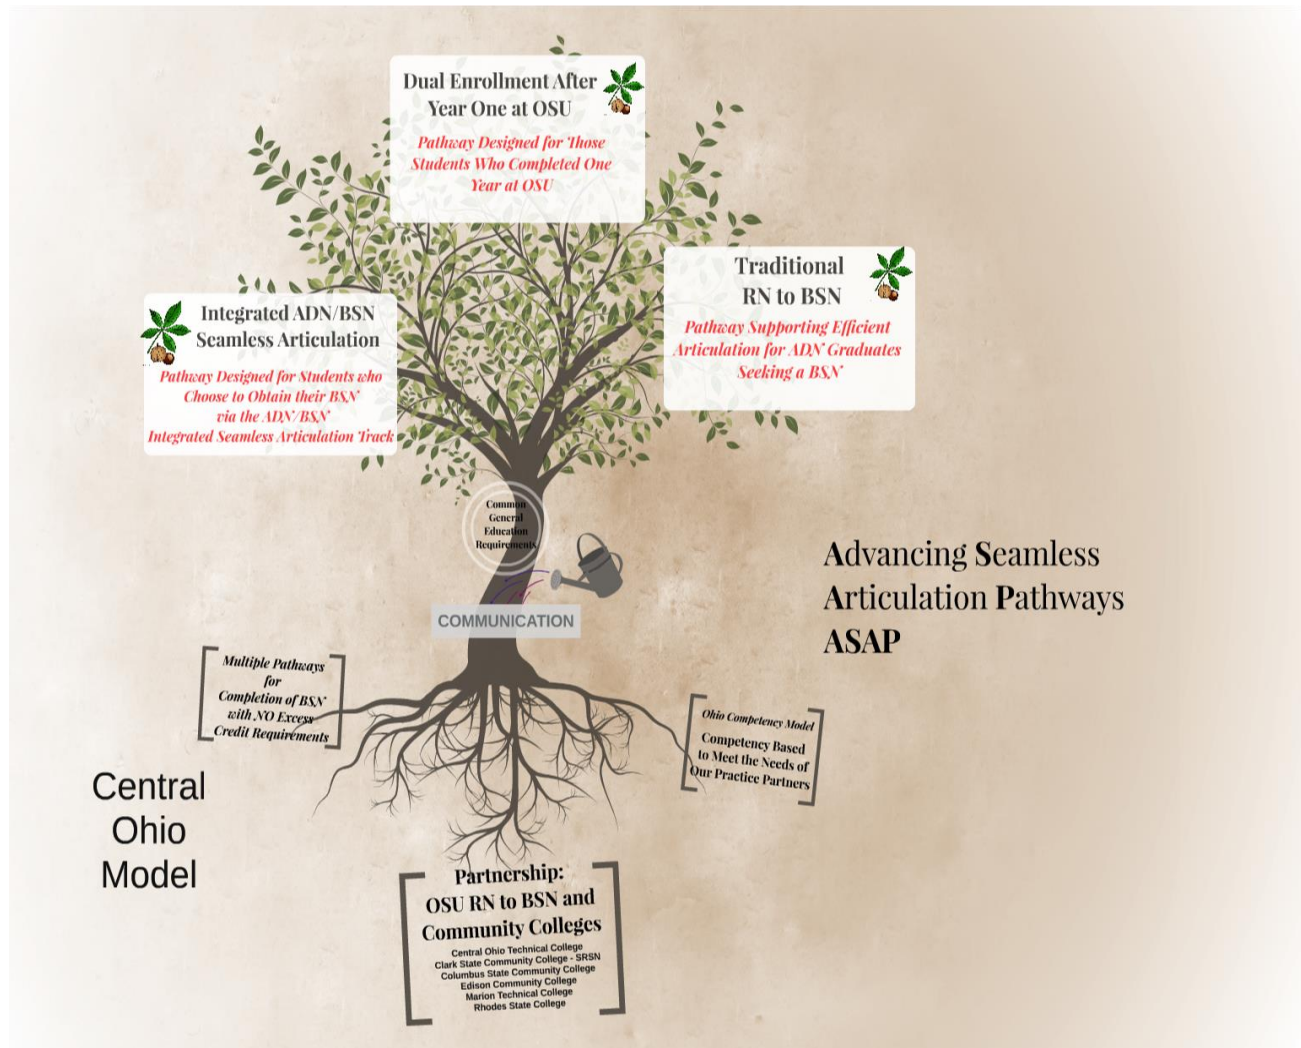 Dual Enrollment After
Year One at OSU
Pathway Designed for Those
Students Who Completed One
Year at OSU
Traditional
RN to BSN
Pathway Supporting Efficient
Articulation for ADN Graduates
Seeking a BSN
Integrated ADN/BSN
Seamless Articulation
Pathway Designed for Students who
Choose to Obtain their BSN
via the ADN/BSN
Integrated Seamless Articulation Track
Common
General
Education
Requirements
COMMUNICATION
Advancing Seamless
Articulation Pathways
ASAP
Multiple Pathways
for
Completion of BSN
with NO Excess
Credit Requirements
Ohio Competency Model
Competency Based
to Meet the Needs of
Our Practice Partners
Central
Ohio
Model
Partnership:
OSU RN to BSN and
Community Colleges
Central Ohio Technical College
Clark State Community College - SRSN
Columbus State Community College
Edison Community College
Marion Technical College
Rhodes State College